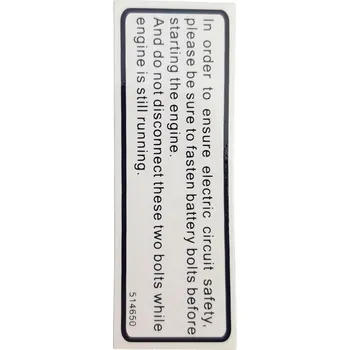 In order to ensure electric circuit safety,
please be sure to fasten battery bolts before
starting the engine.
And do not disconnect these two bolts while
engine is still running.
514650